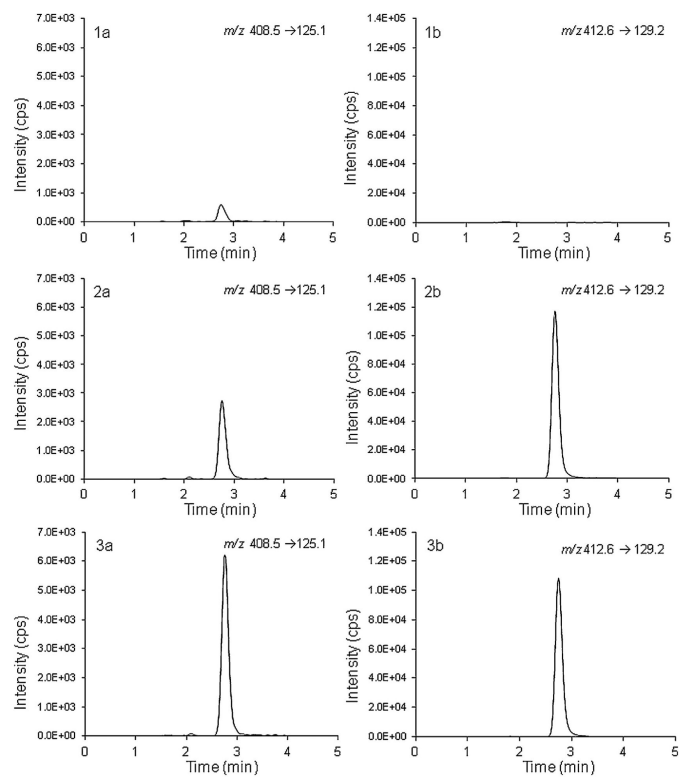 1a
m/z 408.5 →125.1
7.0E+03
6.0E+03
5.0E+03
4.0E+03
3.0E+03
2.0E+03
1.0E+03
0.0E+00
Intensity (cps)
0 1 2 3 4 5
Time (min)
1b
m/z 412.6 → 129.2
1.4E+05
1.2E+05
1.0E+05
8.0E+04
6.0E+04
4.0E+04
2.0E+04
0.0E+00
Intensity (cps)
0 1 2 3 4 5
Time (min)
2a
m/z 408.5 →125.1
7.0E+03
6.0E+03
5.0E+03
4.0E+03
3.0E+03
2.0E+03
1.0E+03
0.0E+00
Intensity (cps)
0 1 2 3 4 5
Time (min)
2b
m/z 412.6 → 129.2
1.4E+05
1.2E+05
1.0E+05
8.0E+04
6.0E+04
4.0E+04
2.0E+04
0.0E+00
Intensity (cps)
0 1 2 3 4 5
Time (min)
3a
m/z 408.5 →125.1
7.0E+03
6.0E+03
5.0E+03
4.0E+03
3.0E+03
2.0E+03
1.0E+03
0.0E+00
Intensity (cps)
0 1 2 3 4 5
Time (min)
3b
m/z 412.6 → 129.2
1.4E+05
1.2E+05
1.0E+05
8.0E+04
6.0E+04
4.0E+04
2.0E+04
0.0E+00
Intensity (cps)
0 1 2 3 4 5
Time (min)